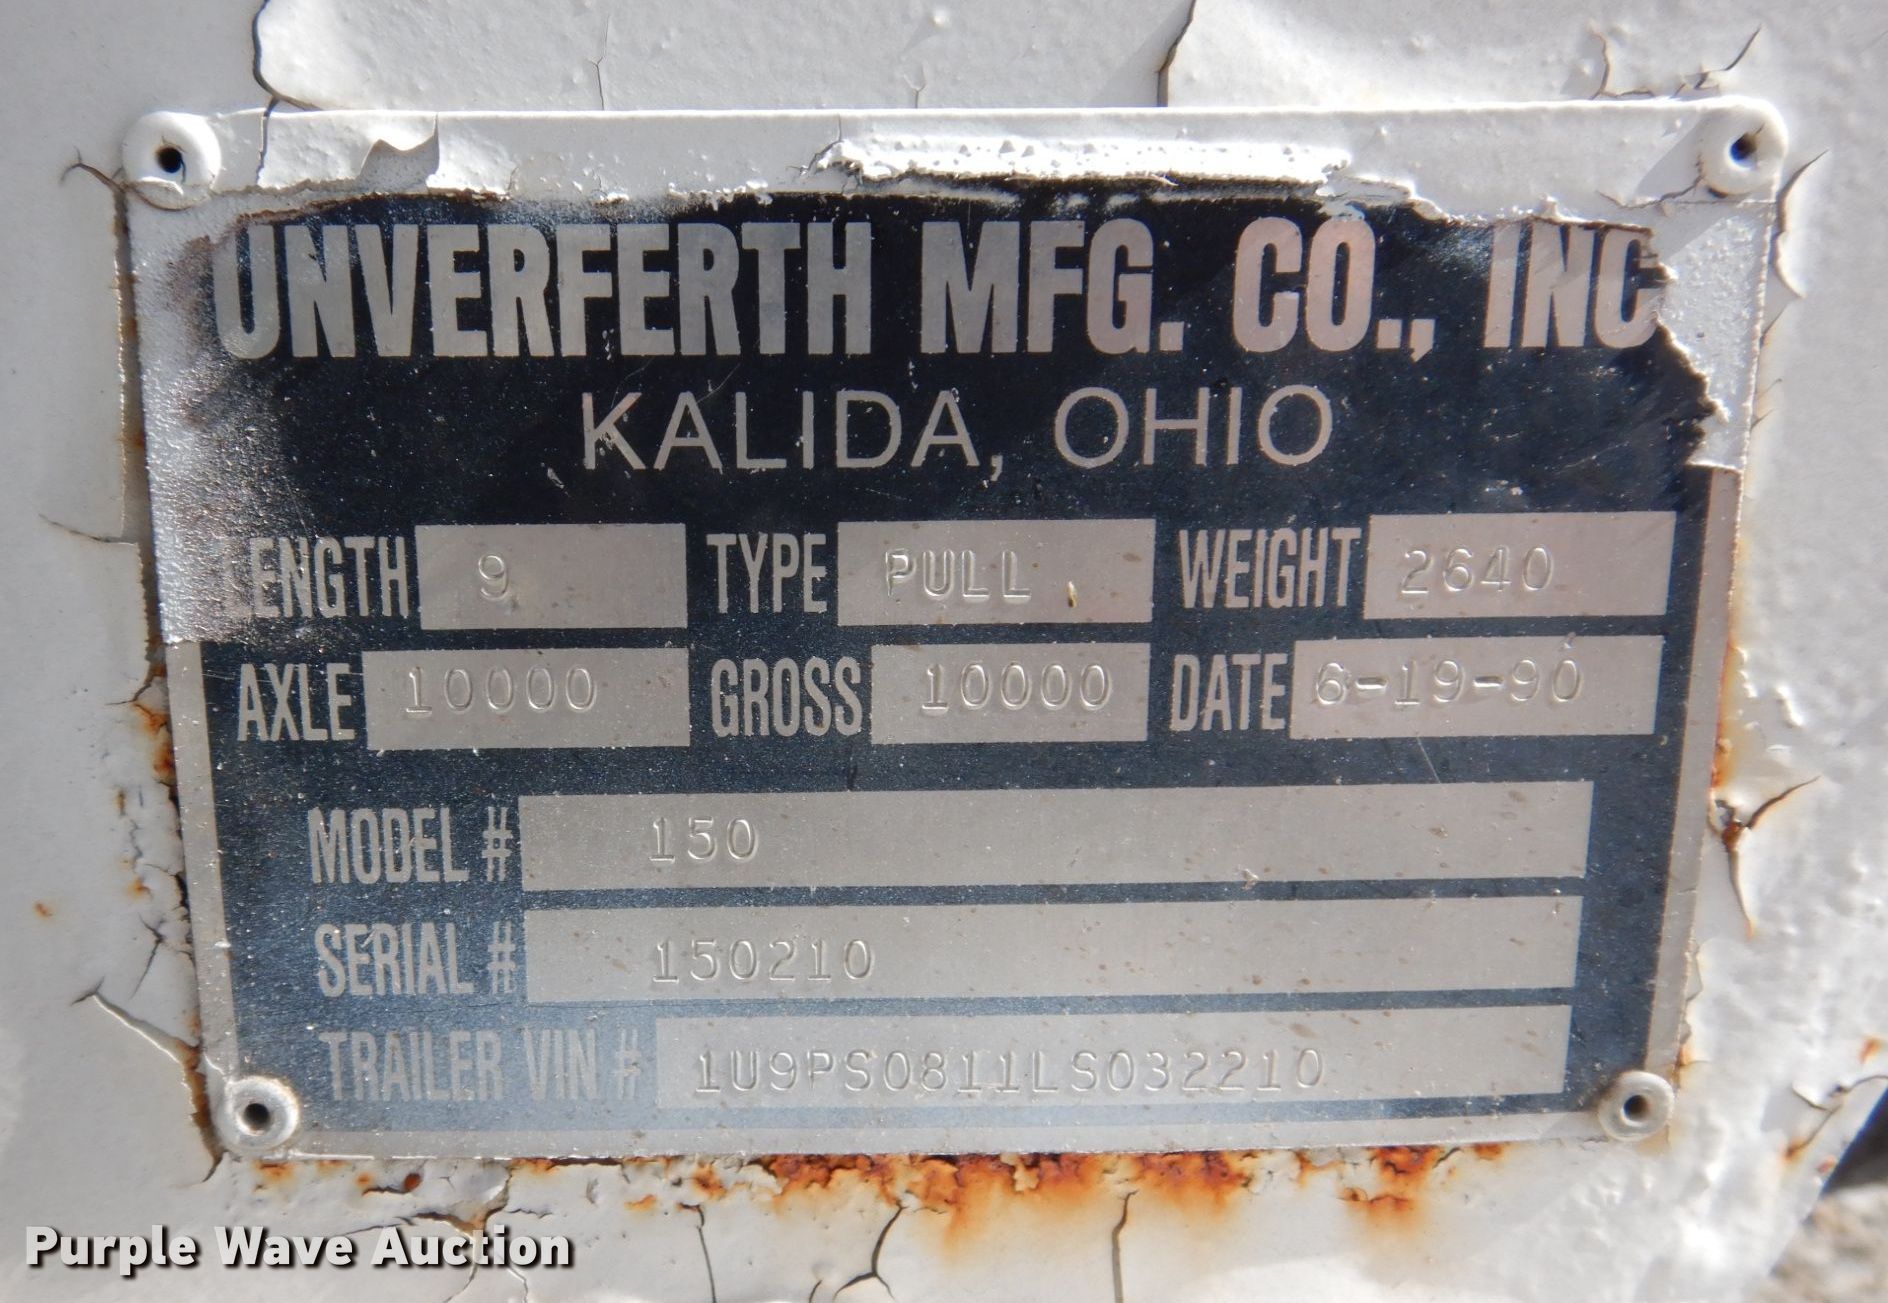 UNVERFERTH MFG. CO., INC
KALIDA, OHIO
LENGTH 9 TYPE PULL WEIGHT 2640
AXLE 10000 GROSS 10000 DATE 6-19-90
MODEL # 150
SERIAL # 150210
TRAILER VIN # 1U9PS0811LS032210
Purple Wave Auction